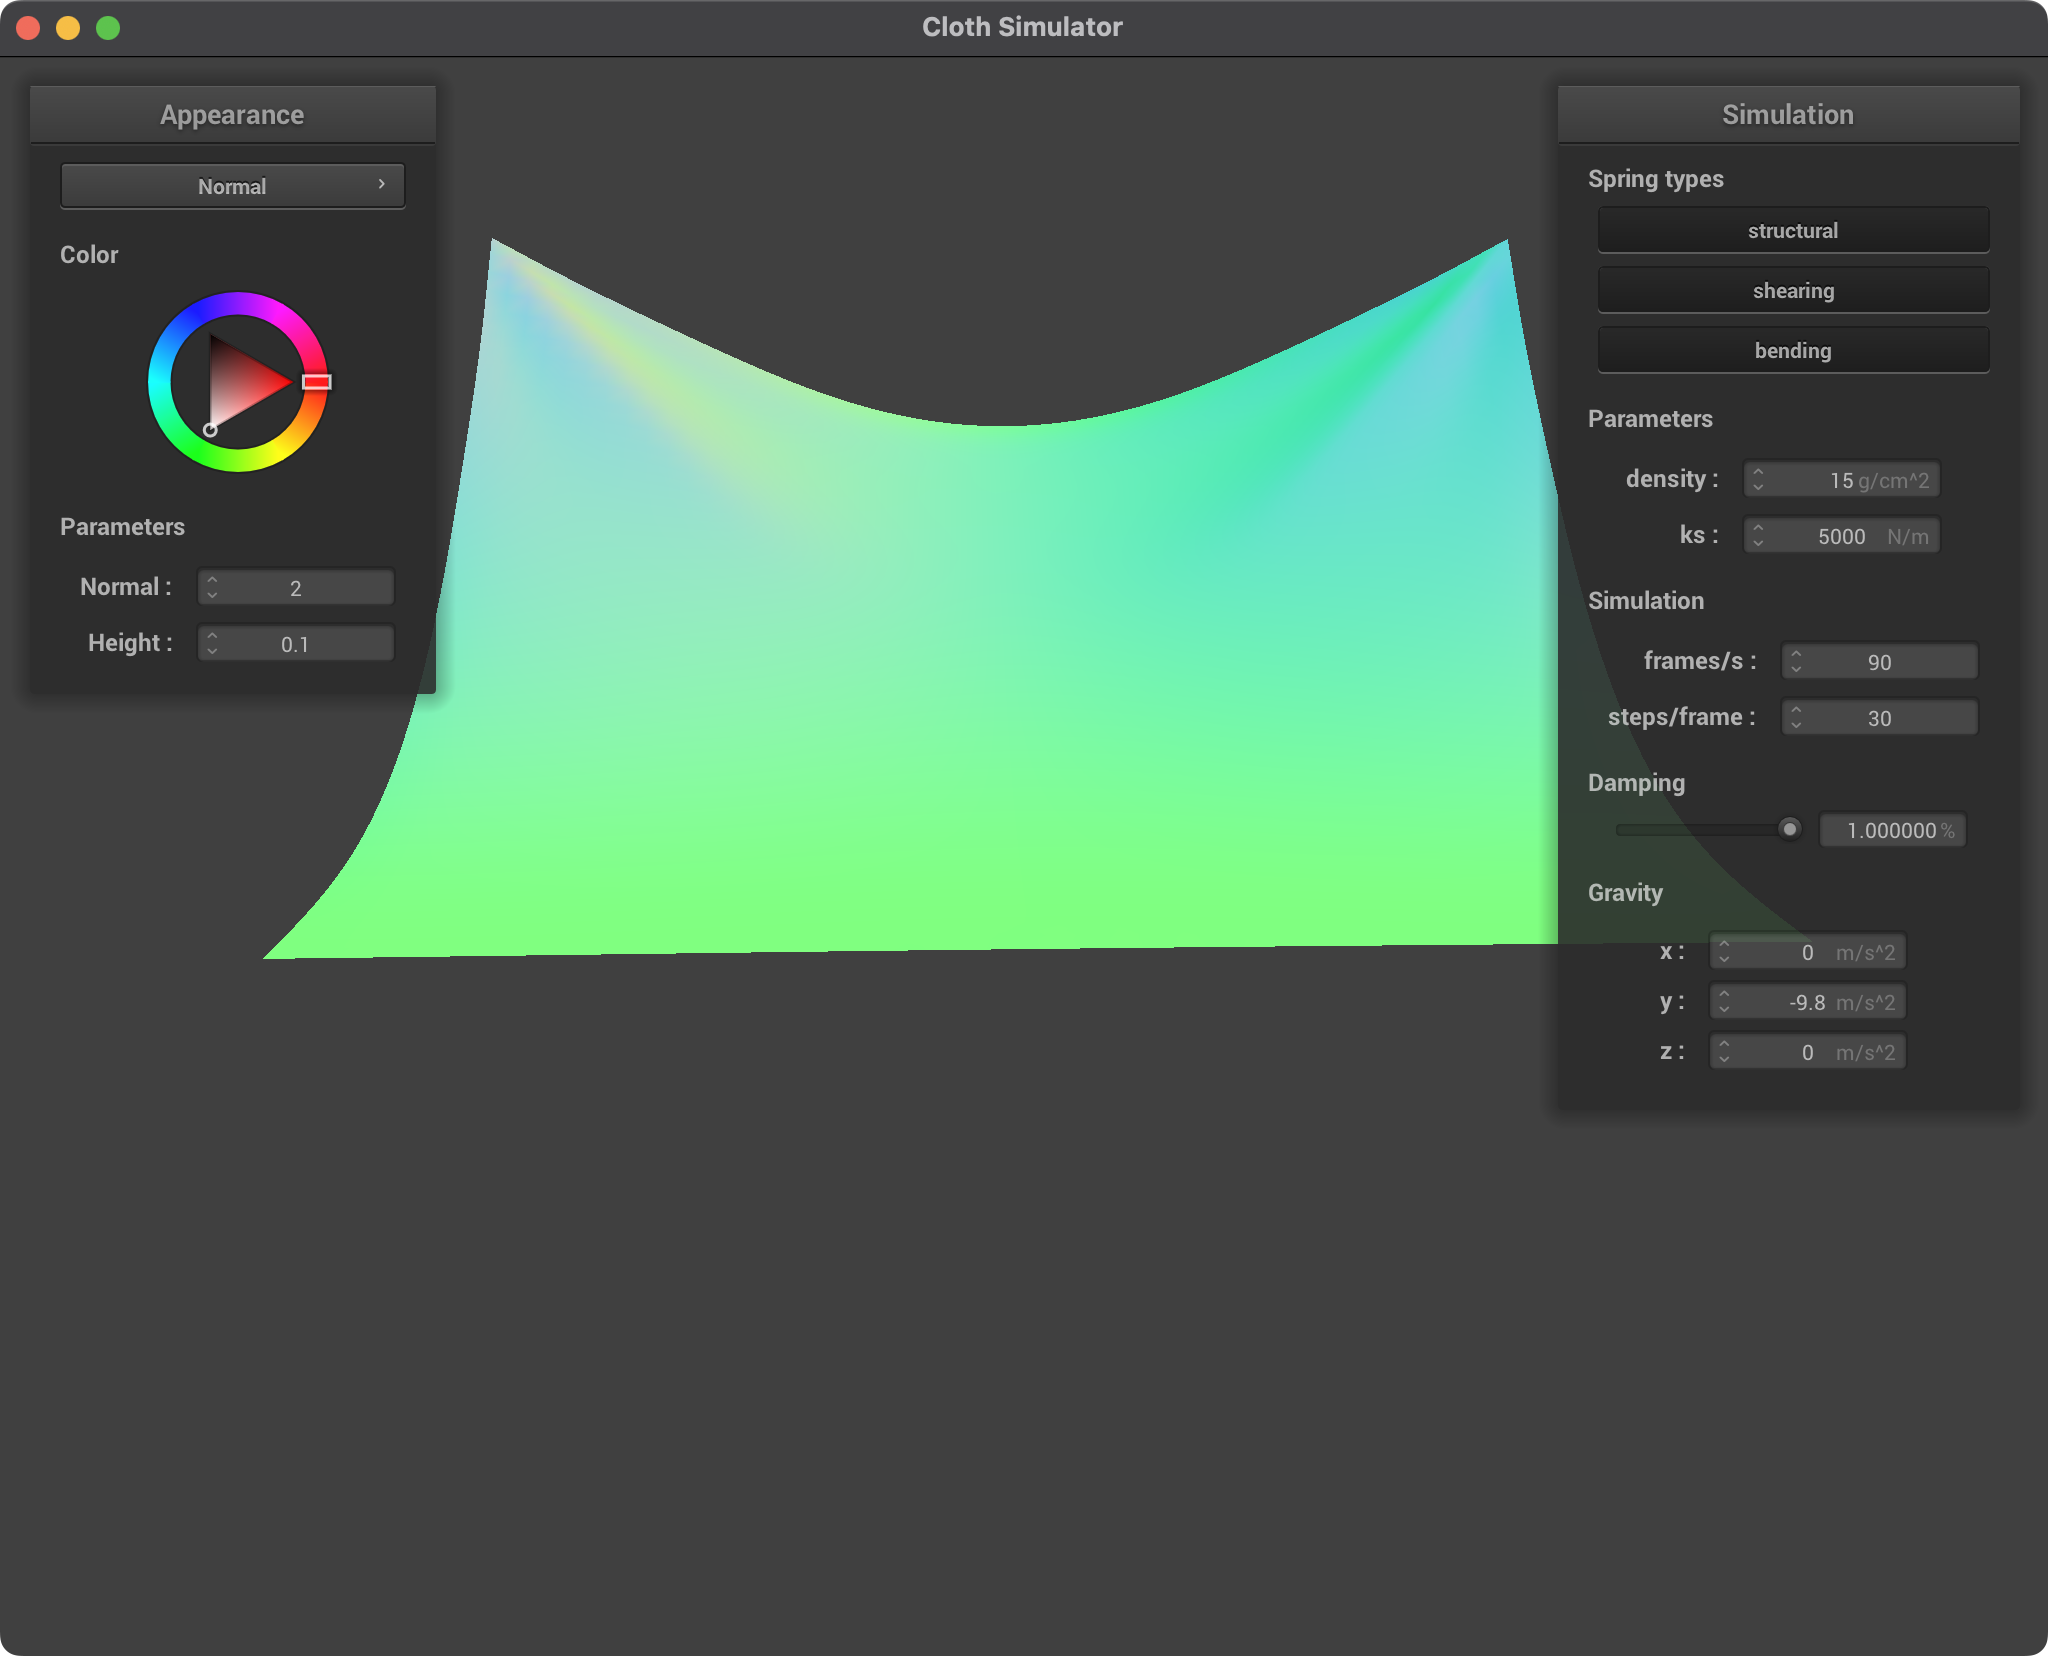 Cloth Simulator
Appearance
Normal
Color
Parameters
Normal : 2
Height : 0.1
Simulation
Spring types
structural
shearing
bending
Parameters
density : 15 g/cm^2
ks : 5000 N/m
Simulation
frames/s : 90
steps/frame : 30
Damping
1.000000 %
Gravity
x : 0 m/s^2
y : -9.8 m/s^2
z : 0 m/s^2